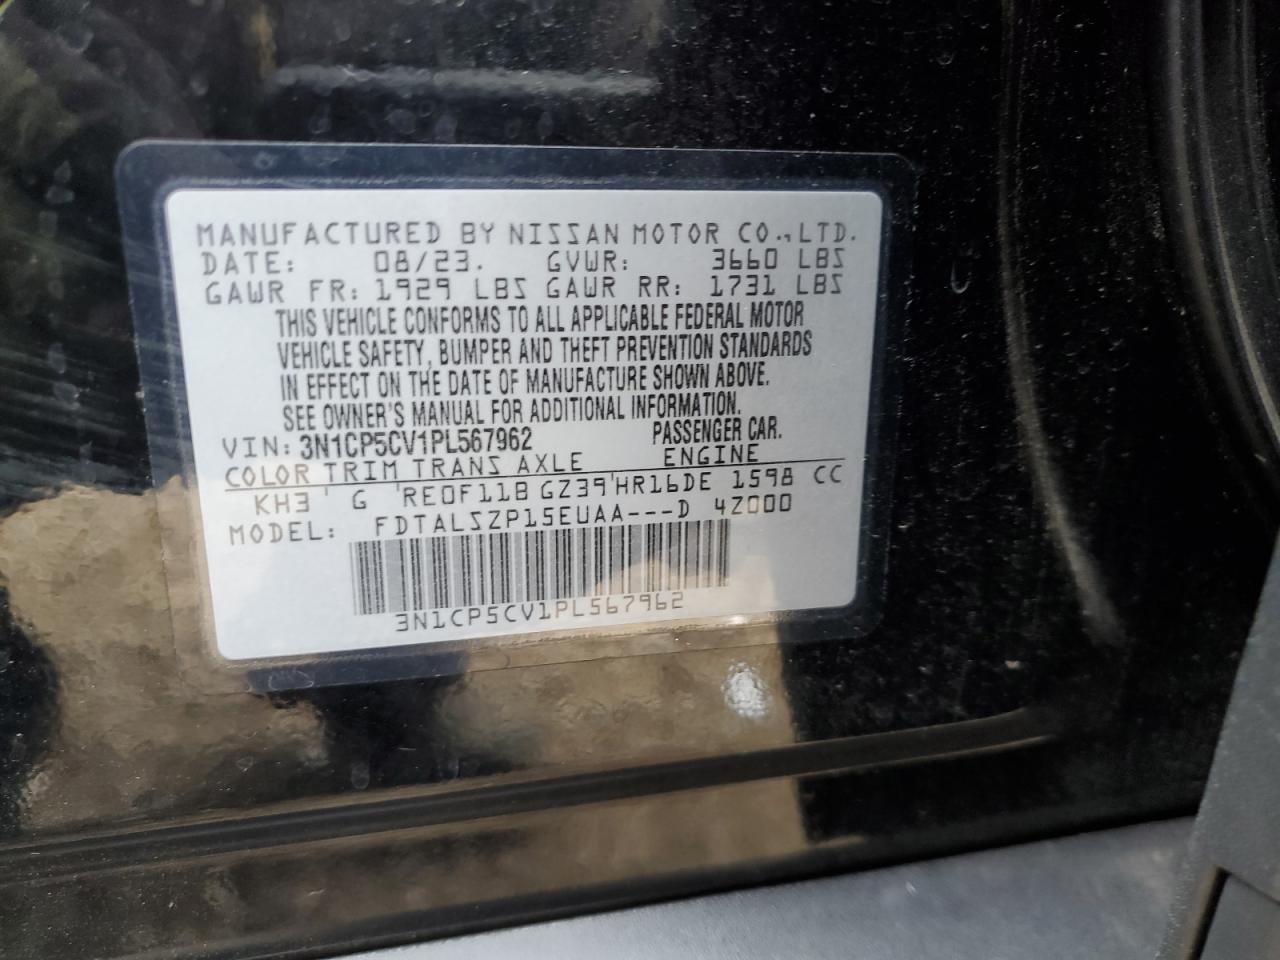 MANUFACTURED BY NISSAN MOTOR CO.,LTD.
DATE: 08/23. GVWR: 3660 LBS
GAWR FR: 1929 LBS GAWR RR: 1731 LBS
THIS VEHICLE CONFORMS TO ALL APPLICABLE FEDERAL MOTOR
VEHICLE SAFETY, BUMPER AND THEFT PREVENTION STANDARDS
IN EFFECT ON THE DATE OF MANUFACTURE SHOWN ABOVE.
SEE OWNER'S MANUAL FOR ADDITIONAL INFORMATION.
VIN: 3N1CP5CV1PL567962 PASSENGER CAR.
COLOR TRIM TRANS AXLE ENGINE
KH3 G RE0F11B GZ39 HR16DE 1598 CC
MODEL: FDTALSZP15EUAA---D 4Z000
3N1CP5CV1PL567962